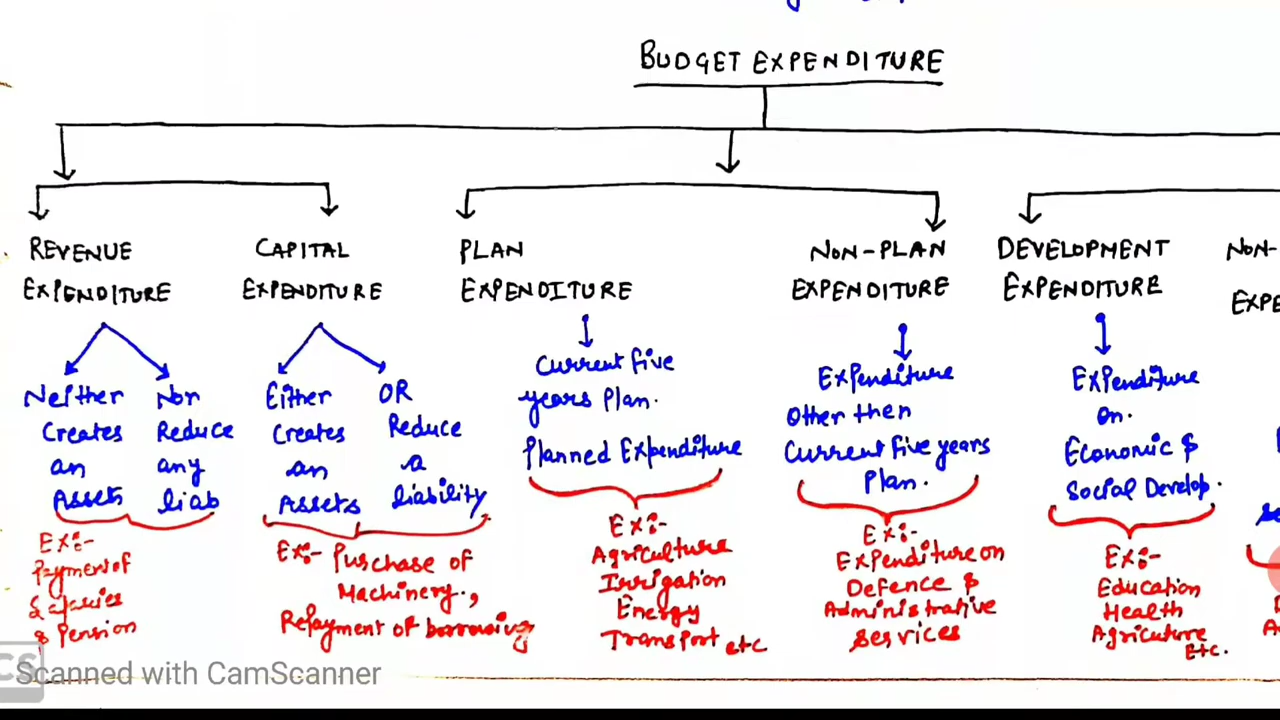 BUDGET EXPENDITURE
REVENUE
EXPENDITURE
CAPITAL
EXPENDITURE
PLAN
EXPENDITURE
NON-PLAN
EXPENDITURE
DEVELOPMENT
EXPENDITURE
NON-
EXPE
Neither
Creates
an
Assets
Nor
Reduce
any
liab
Either
Creates
an
Assets
OR
Reduce
a
liability
Current five
years Plan.
Planned Expenditure
Expenditure
Other then
Current five years
Plan.
Expenditure
on.
Economic &
Social Develop.
Ex:-
Payment of
Salaries
& Pension
Ex:- Purchase of
Machinery.,
Repayment of borrowing
Ex:-
Agriculture
Irrigation
Energy
Transport etc
Ex:-
Expenditure on
Defence &
Administrative
services
Ex:-
Education
Health
Agriculture
Etc.
CS Scanned with CamScanner